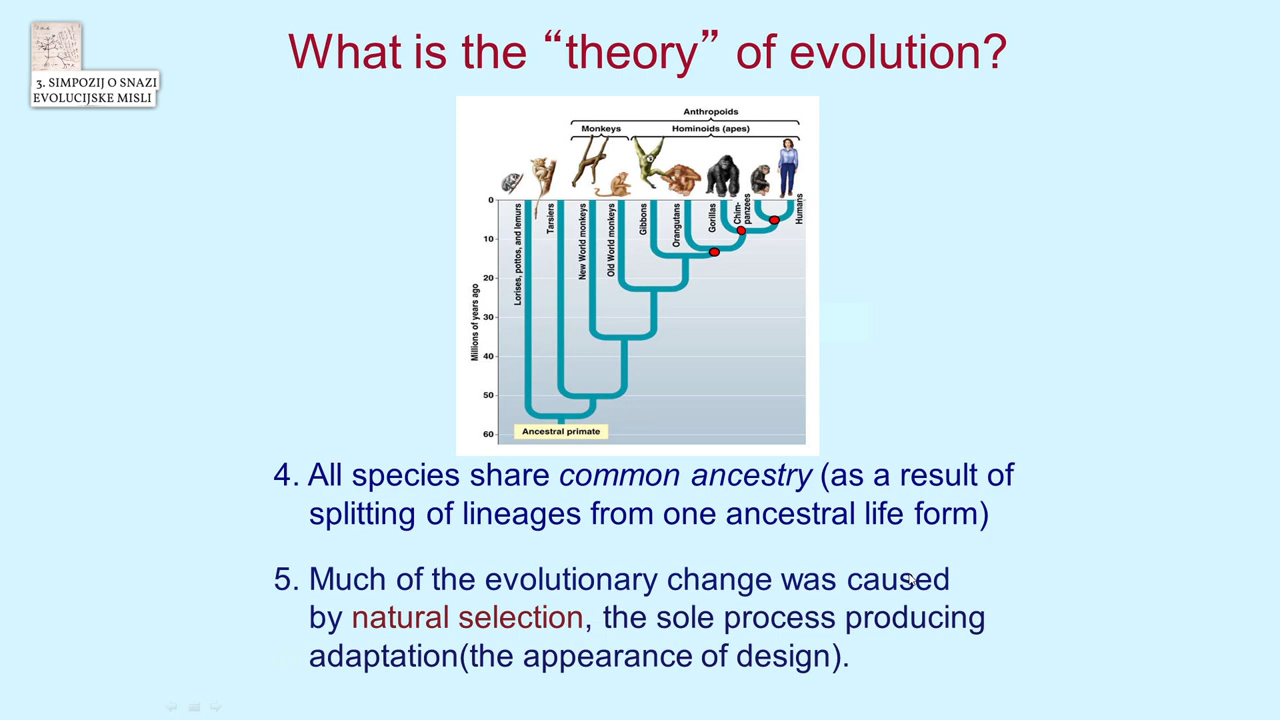 What is the “theory” of evolution?
3. SIMPOZIJ O SNAZI
EVOLUCIJSKE MISLI
Anthropoids
Monkeys
Hominoids (apes)
0
10
20
30
40
50
60
Millions of years ago
Lorises, pottos, and lemurs
Tarsiers
New World monkeys
Old World monkeys
Gibbons
Orangutans
Gorillas
Chim-
panzees
Humans
Ancestral primate
4. All species share common ancestry (as a result of
splitting of lineages from one ancestral life form)
5. Much of the evolutionary change was caused
by natural selection, the sole process producing
adaptation(the appearance of design).